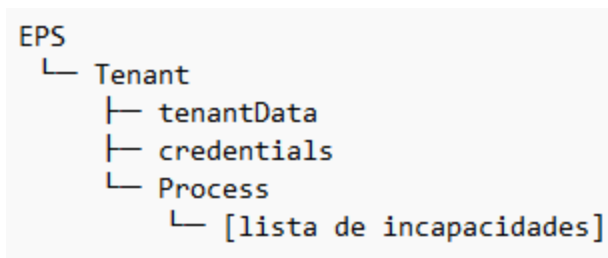 EPS
└─ Tenant
├─ tenantData
├─ credentials
└─ Process
└─ [lista de incapacidades]